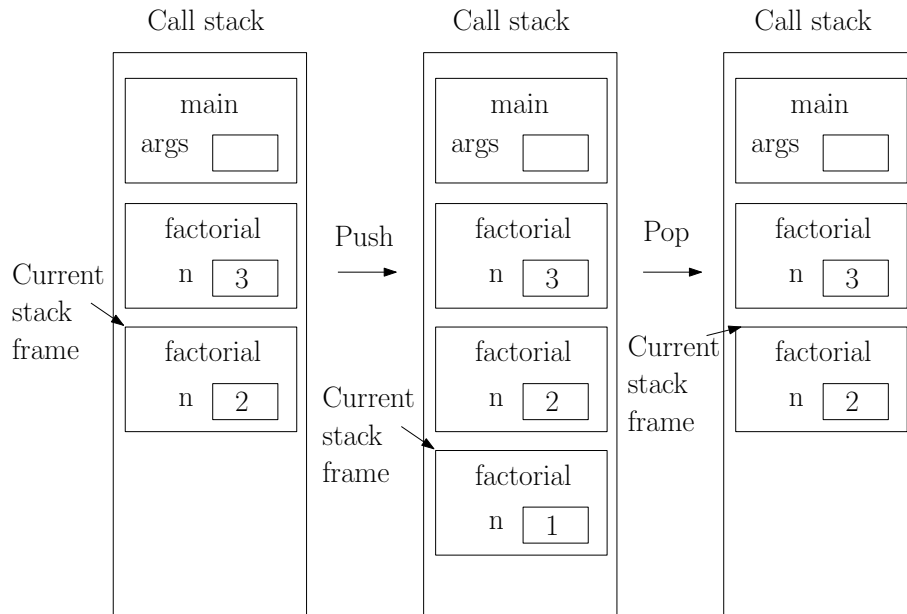 Call stack
main
args
factorial
n 3
Current
stack
frame
factorial
n 2
Push
Call stack
main
args
factorial
n 3
factorial
n 2
Current
stack
frame
factorial
n 1
Pop
Call stack
main
args
factorial
n 3
Current
stack
frame
factorial
n 2